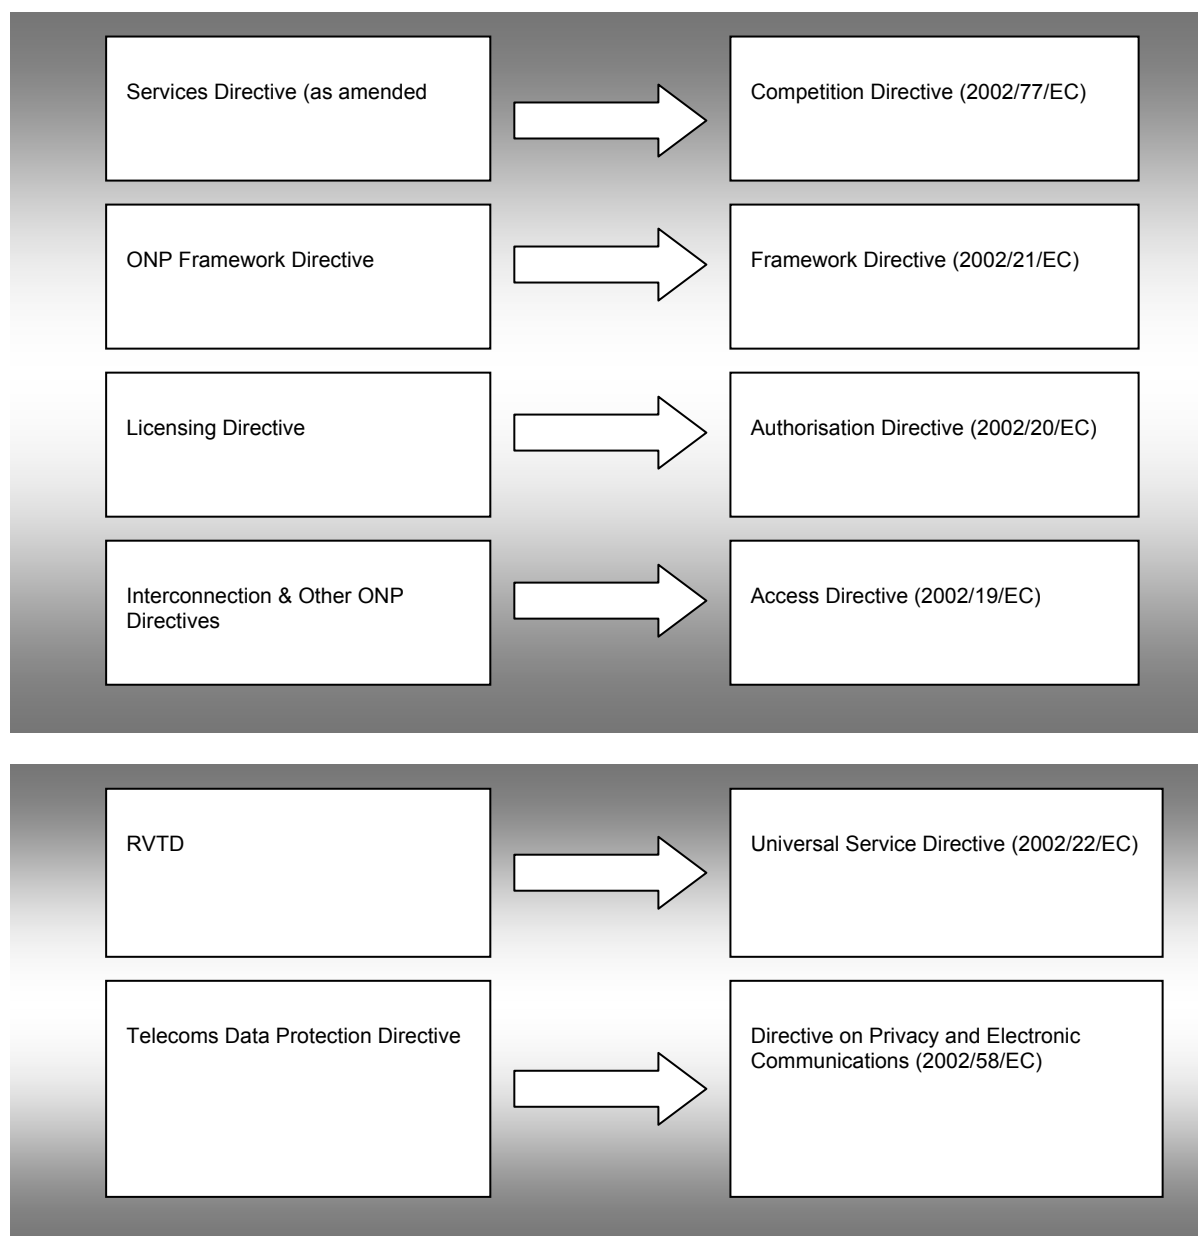 Services Directive (as amended
Competition Directive (2002/77/EC)
ONP Framework Directive
Framework Directive (2002/21/EC)
Licensing Directive
Authorisation Directive (2002/20/EC)
Interconnection & Other ONP
Directives
Access Directive (2002/19/EC)
RVTD
Universal Service Directive (2002/22/EC)
Telecoms Data Protection Directive
Directive on Privacy and Electronic
Communications (2002/58/EC)